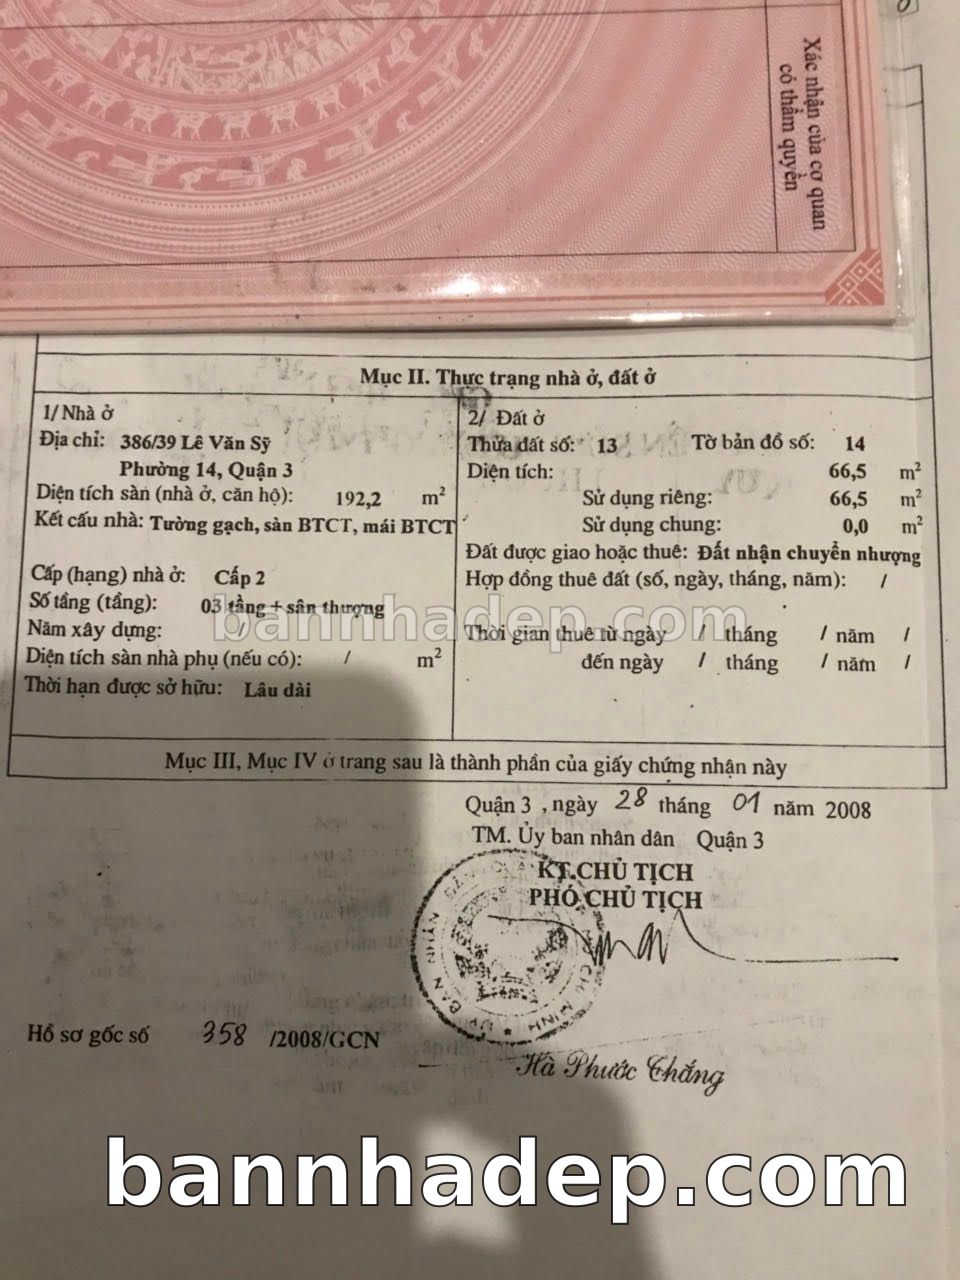 Xác nhận của cơ quan
có thẩm quyền
Mục II. Thực trạng nhà ở, đất ở
1/ Nhà ở
Địa chỉ: 386/39 Lê Văn Sỹ
Phường 14, Quận 3
Diện tích sàn (nhà ở, căn hộ): 192,2 m²
Kết cấu nhà: Tường gạch, sàn BTCT, mái BTCT
Cấp (hạng) nhà ở: Cấp 2
Số tầng (tầng): 03 tầng + sân thượng
Năm xây dựng: /
Diện tích sàn nhà phụ (nếu có): / m²
Thời hạn được sở hữu: Lâu dài
2/ Đất ở
Thửa đất số: 13 Tờ bản đồ số: 14
Diện tích: 66,5 m²
Sử dụng riêng: 66,5 m²
Sử dụng chung: 0,0 m²
Đất được giao hoặc thuê: Đất nhận chuyển nhượng
Hợp đồng thuê đất (số, ngày, tháng, năm): /
Thời gian thuê từ ngày / tháng / năm /
đến ngày / tháng / năm /
bannhadep.com
Mục III, Mục IV ở trang sau là thành phần của giấy chứng nhận này
Quận 3 , ngày 28 tháng 01 năm 2008
TM. Ủy ban nhân dân Quận 3
KT.CHỦ TỊCH
PHÓ CHỦ TỊCH
Hồ sơ gốc số 358 /2008/GCN
Hà Phước Thắng
bannhadep.com